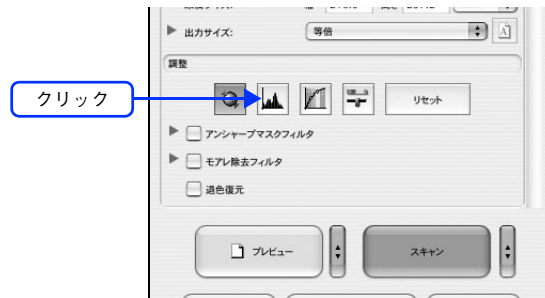 出力サイズ:
等倍
A
調整
クリック
リセット
アンシャープマスクフィルタ
モアレ除去フィルタ
退色復元
プレビュー
スキャン